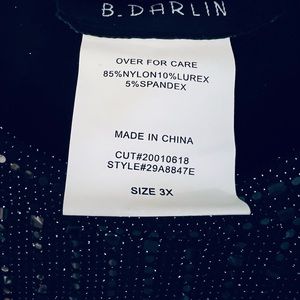 B. DARLIN
OVER FOR CARE
85%NYLON10%LUREX
5%SPANDEX
MADE IN CHINA
CUT#20010618
STYLE#29A8847E
SIZE 3X